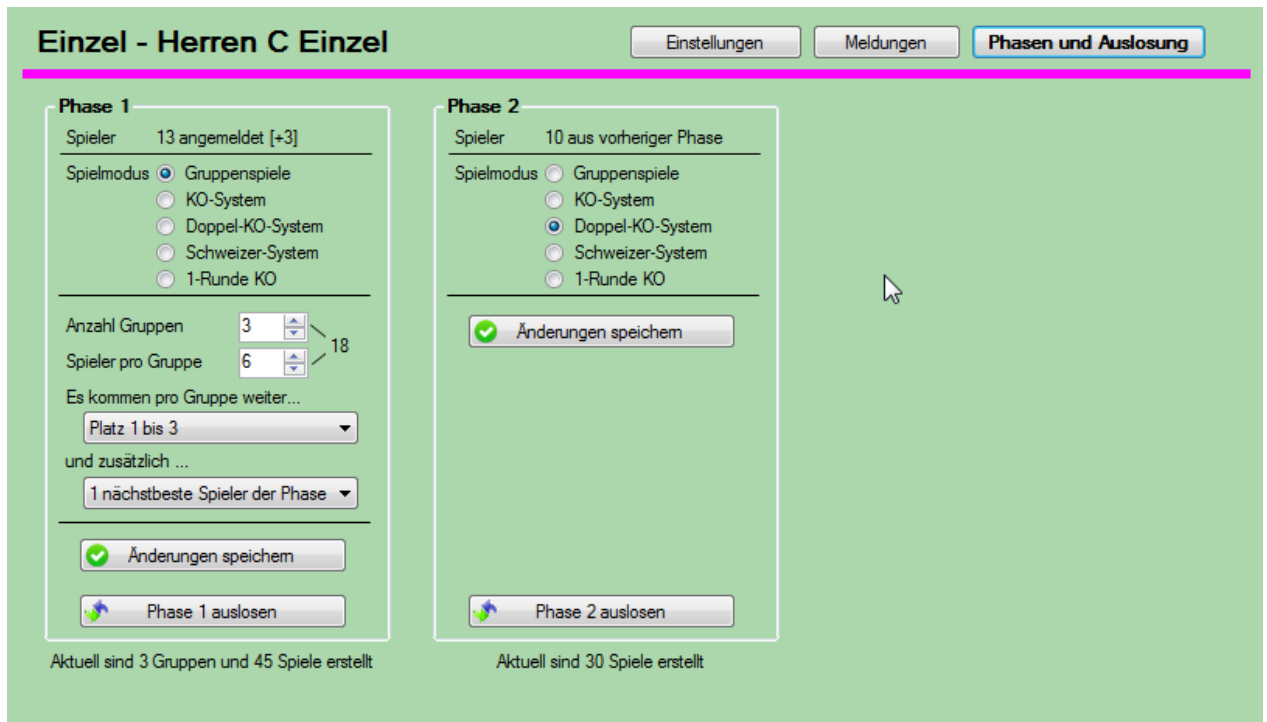 Einzel - Herren C Einzel
Einstellungen
Meldungen
Phasen und Auslosung
Phase 1
Spieler 13 angemeldet [+3]
Spielmodus Gruppenspiele
KO-System
Doppel-KO-System
Schweizer-System
1-Runde KO
Anzahl Gruppen 3
18
Spieler pro Gruppe 6
Es kommen pro Gruppe weiter...
Platz 1 bis 3
und zusätzlich ...
1 nächstbeste Spieler der Phase
Änderungen speichern
Phase 1 auslosen
Aktuell sind 3 Gruppen und 45 Spiele erstellt
Phase 2
Spieler 10 aus vorheriger Phase
Spielmodus Gruppenspiele
KO-System
Doppel-KO-System
Schweizer-System
1-Runde KO
Änderungen speichern
Phase 2 auslosen
Aktuell sind 30 Spiele erstellt